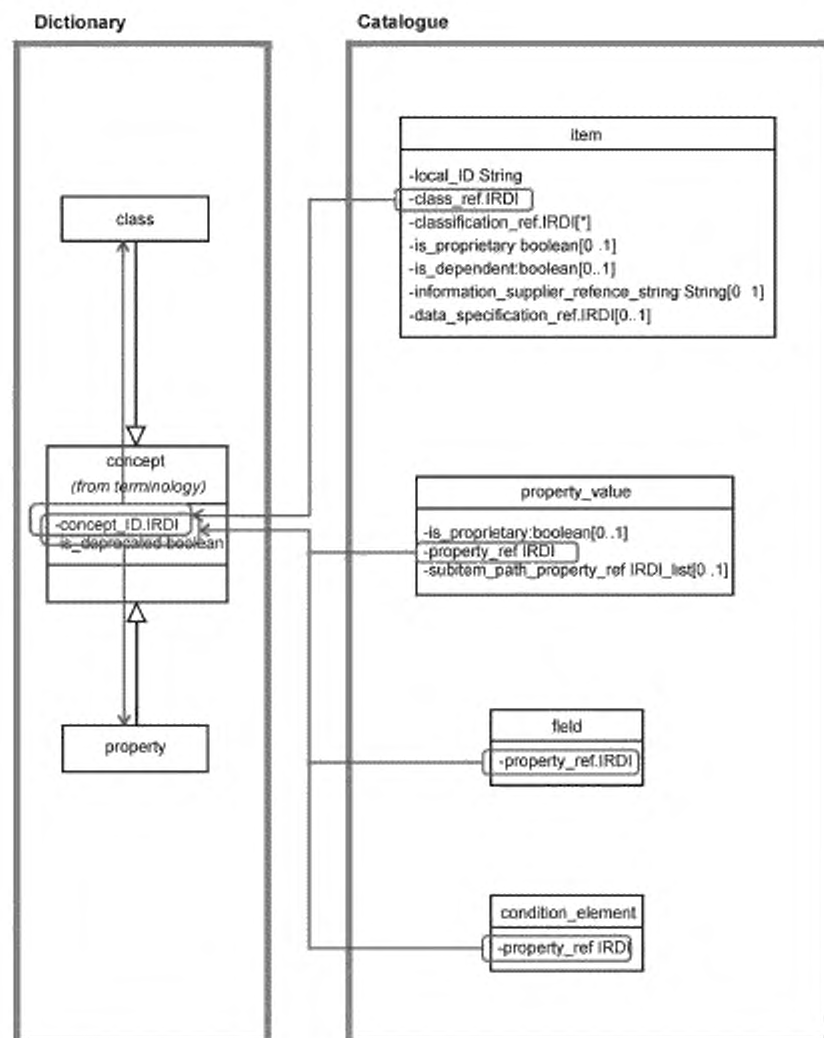 Dictionary
Catalogue
item
-local_ID String
-class_ref.IRDI
-classification_ref.IRDI[*]
-is_proprietary boolean[0 .1]
-is_dependent:boolean[0..1]
-information_supplier_refence_string String[0 1]
-data_specification_ref.IRDI[0..1]
class
concept
(from terminology)
-concept_ID.IRDI
-is_deprecated boolean
property_value
-is_proprietary:boolean[0..1]
-property_ref IRDI
-subitem_path_property_ref IRDI_list[0 .1]
field
-property_ref.IRDI
property
condition_element
-property_ref IRDI